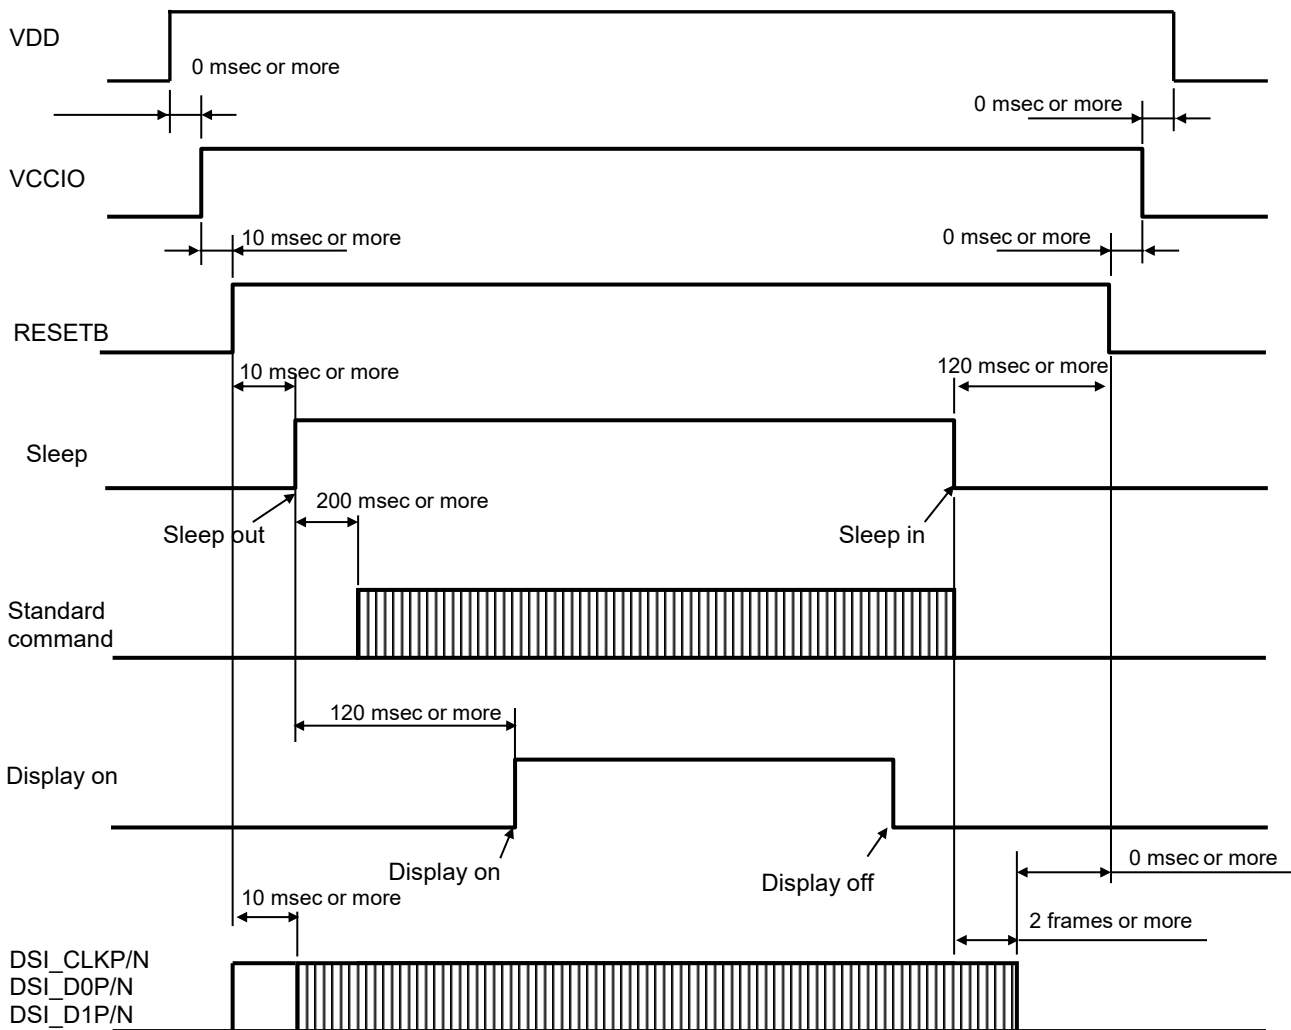 VDD
0 msec or more
0 msec or more
VCCIO
10 msec or more
0 msec or more
RESETB
10 msec or more
120 msec or more
Sleep
200 msec or more
Sleep out
Sleep in
Standard
command
120 msec or more
Display on
Display on
Display off
0 msec or more
10 msec or more
2 frames or more
DSI_CLKP/N
DSI_D0P/N
DSI_D1P/N